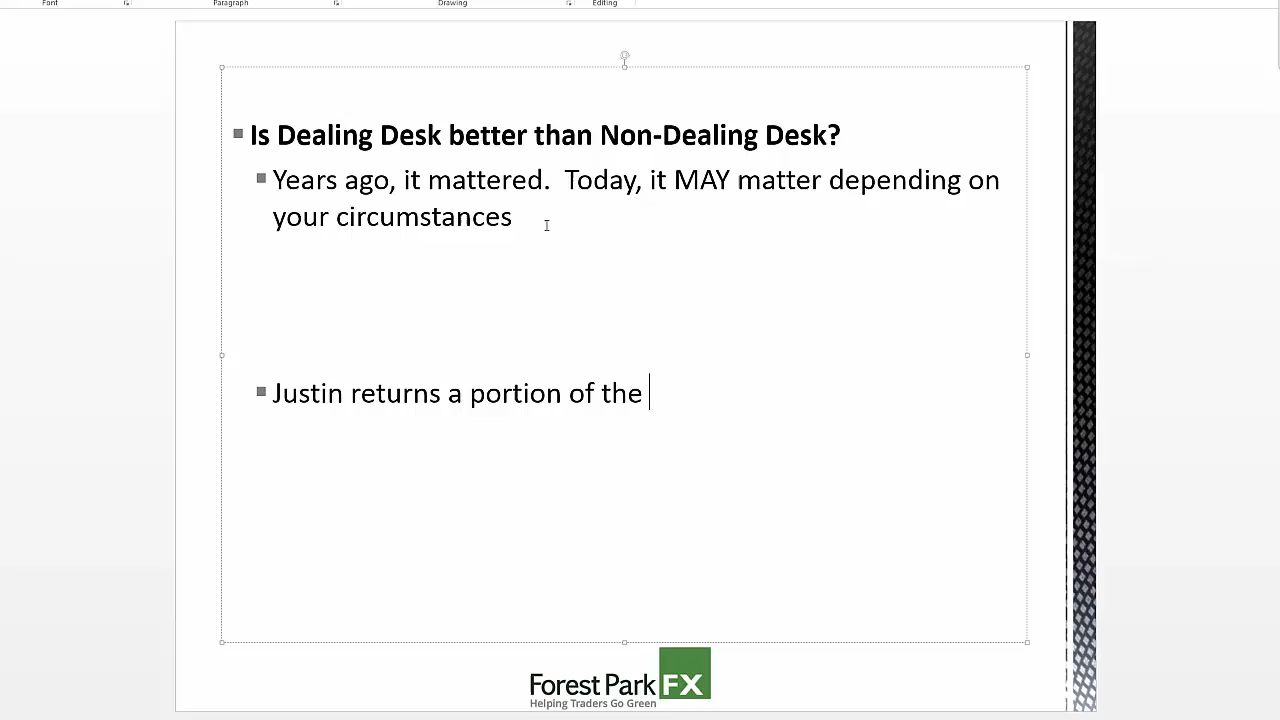 Font Paragraph Drawing Editing
Is Dealing Desk better than Non-Dealing Desk?
Years ago, it mattered. Today, it MAY matter depending on
your circumstances
Justin returns a portion of the
Forest Park FX
Helping Traders Go Green